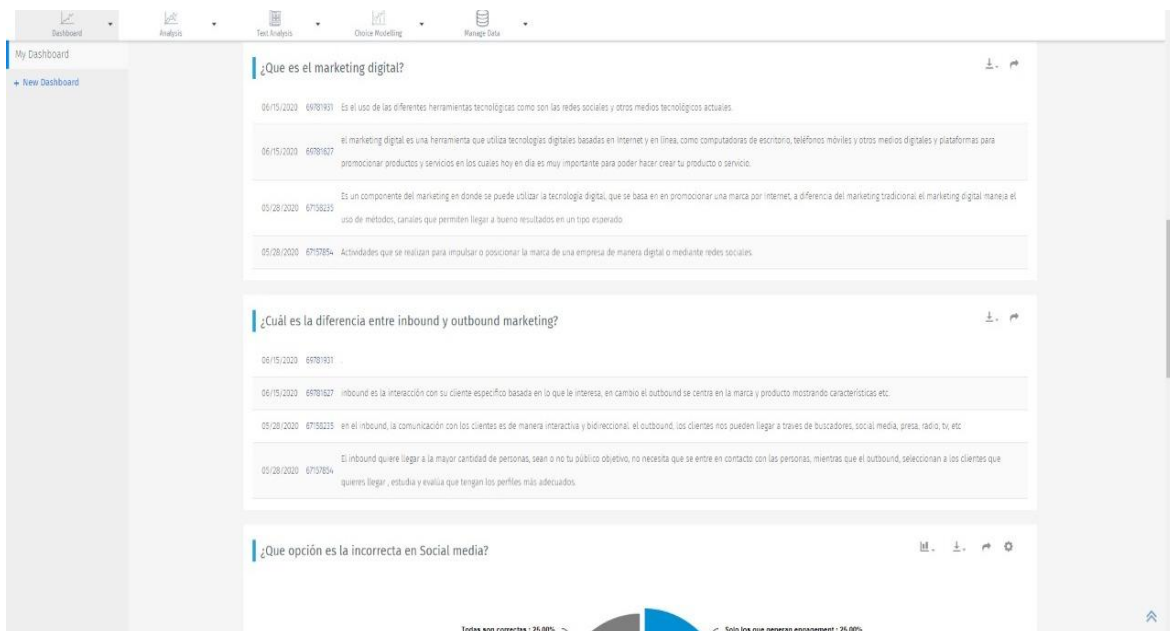 Dashboard
Analysis
Text Analysis
Choice Modelling
Manage Data
My Dashboard
+ New Dashboard
¿Que es el marketing digital?
06/15/2020 69781931 Es el uso de las diferentes herramientas tecnológicas como son las redes sociales y otros medios tecnológicos actuales.
06/15/2020 69781627 el marketing digital es una herramienta que utiliza tecnologías digitales basadas en Internet y en línea, como computadoras de escritorio, teléfonos móviles y otros medios digitales y plataformas para
promocionar productos y servicios en los cuales hoy en dia es muy importante para poder hacer crear tu producto o servicio.
05/28/2020 67158235 Es un componente del marketing en donde se puede utilizar la tecnología digital, que se basa en en promocionar una marca por internet, a diferencia del marketing tradicional el marketing digital maneja el
uso de métodos, canales que permiten llegar a bueno resultados en un tipo esperado
05/28/2020 67157854 Actividades que se realizan para impulsar o posicionar la marca de una empresa de manera digital o mediante redes sociales.
¿Cuál es la diferencia entre inbound y outbound marketing?
06/15/2020 69781931 .
06/15/2020 69781627 inbound es la interacción con su cliente especifico basada en lo que le interesa, en cambio el outbound se centra en la marca y producto mostrando características etc.
05/28/2020 67158235 en el inbound, la comunicación con los clientes es de manera interactiva y bidireccional. el outbound, los clientes nos pueden llegar a traves de buscadores, social media, presa, radio, tv, etc
05/28/2020 67157854 El inbound quiere llegar a la mayor cantidad de personas, sean o no tu público objetivo, no necesita que se entre en contacto con las personas, mientras que el outbound, seleccionan a los clientes que
quieres llegar , estudia y evalúa que tengan los perfiles más adecuados.
¿Que opción es la incorrecta en Social media?
Todas son correctas : 25.00%
Solo los que generan engagement : 25.00%